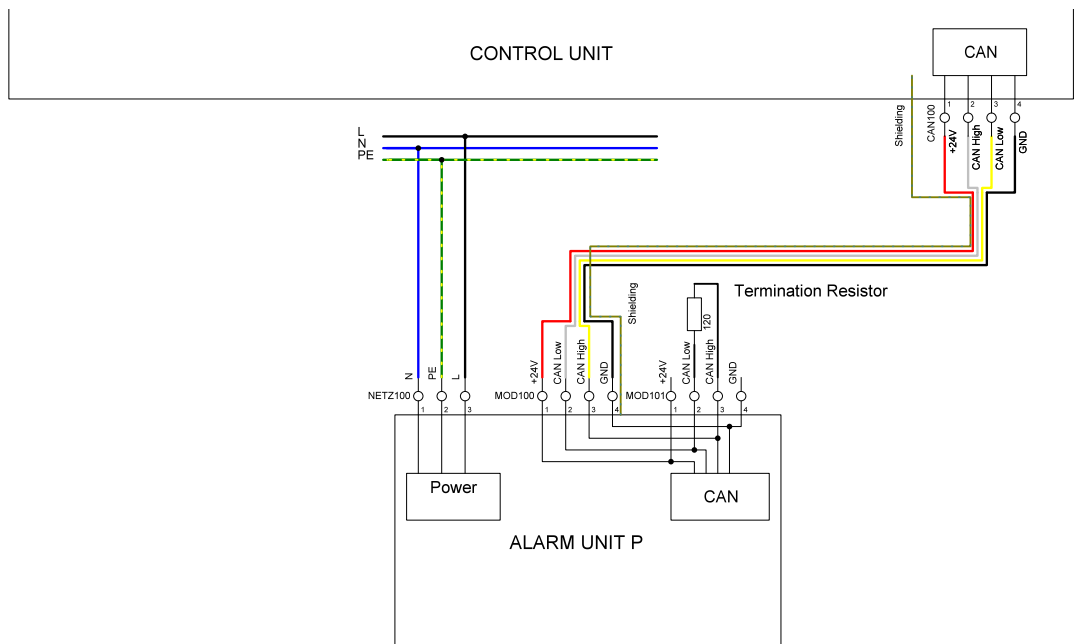 CONTROL UNIT
CAN
1 2 3 4
Shielding
CAN100
+24V
CAN High
CAN Low
GND
L
N
PE
Termination Resistor
Shielding
120
N
PE
L
+24V
CAN Low
CAN High
GND
+24V
CAN Low
CAN High
GND
NETZ100
MOD100
MOD101
1 2 3
1 2 3 4
1 2 3 4
Power
CAN
ALARM UNIT P